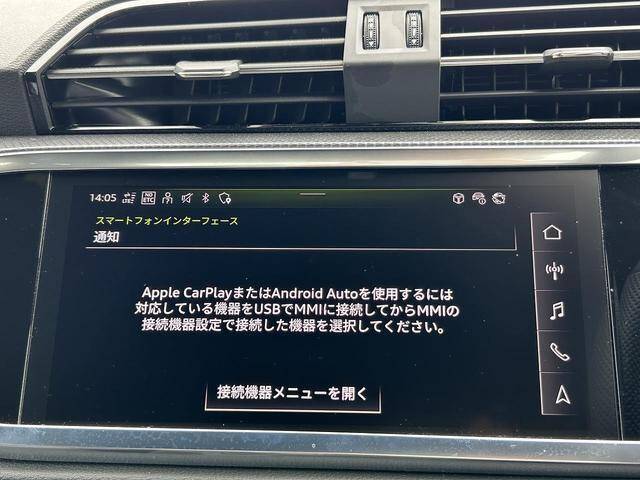 14:05 NO ETC
スマートフォンインターフェース
通知
Apple CarPlayまたはAndroid Autoを使用するには
対応している機器をUSBでMMIに接続してからMMIの
接続機器設定で接続した機器を選択してください。
接続機器メニューを開く